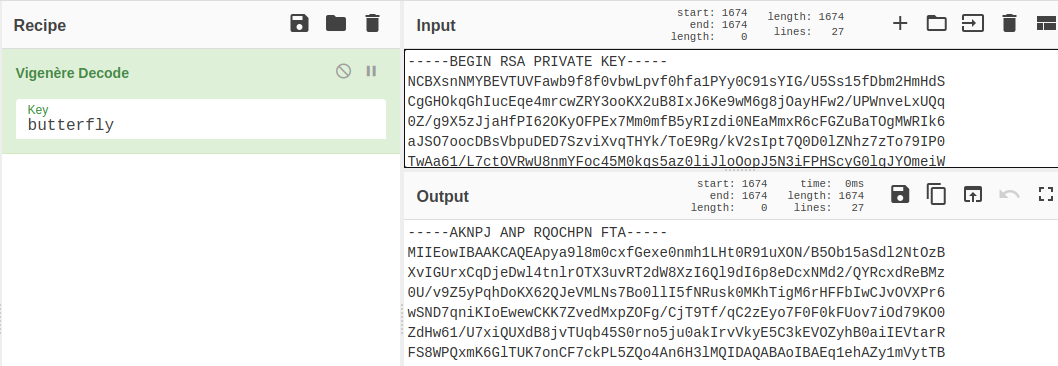 Recipe
Vigenère Decode
Key
butterfly
Input
start: 1674
end: 1674
length: 0
length: 1674
lines: 27
-----BEGIN RSA PRIVATE KEY-----
NCBXsnNMYBEVTUVFawb9f8f0vbwLpvf0hfa1PYy0C91sYIG/U5Ss15fDbm2HmHdS
CgGHOkqGhIucEqe4mrcwZRY3ooKX2uB8IxJ6Ke9wM6g8jOayHFw2/UPWnveLxUQq
0Z/g9X5zJjaHfPI62OKyOFPEx7Mm0mfB5yRIzdi0NEaMmxR6cFGZuBaTOgMWRIk6
aJSO7oocDBsVbpuDED7SzviXvqTHYk/ToE9Rg/kV2sIpt7Q0D0lZNhz7zTo79IP0
TwAa61/L7ctOVRwU8nmYFoc45M0kgs5az0liJloOopJ5N3iFPHScyG0lgJYOmeiW
Output
start: 1674
end: 1674
length: 0
time: 0ms
length: 1674
lines: 27
-----AKNPJ ANP RQOCHPN FTA-----
MIIEowIBAAKCAQEApya9l8m0cxfGexe0nmh1LHt0R91uXON/B5Ob15aSdl2NtOzB
XvIGUrxCqDjeDwl4tnlrOTX3uvRT2dW8XzI6Ql9dI6p8eDcxNMd2/QYRcxdReBMz
0U/v9Z5yPqhDoKX62QJeVMLNs7Bo0llI5fNRusk0MKhTigM6rHFFbIwCJvOVXPr6
wSND7qniKIoEwewCKK7ZvedMxpZOFg/CjT9Tf/qC2zEyo7F0F0kFUov7iOd79KO0
ZdHw61/U7xiQUXdB8jvTUqb45S0rno5ju0akIrvVkyE5C3kEVOZyhB0aiIEVtarR
FS8WPQxmK6GlTUK7onCF7ckPL5ZQo4An6H3lMQIDAQABAoIBAEq1ehAZy1mVytTB